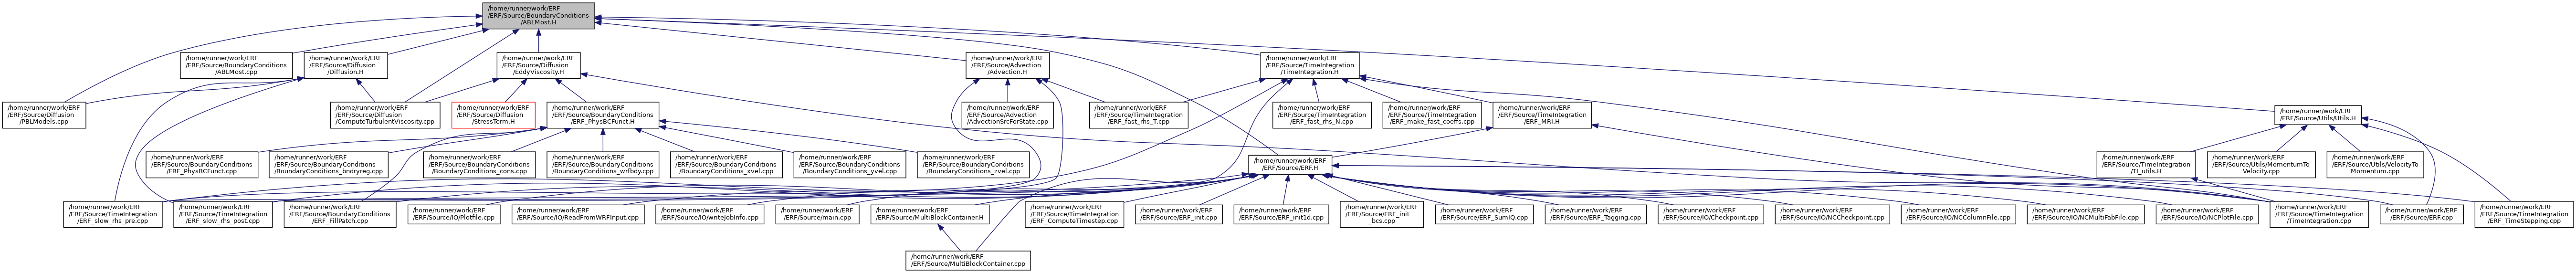 /home/runner/work/ERF
/ERF/Source/BoundaryConditions
/ABLMost.H
/home/runner/work/ERF
/ERF/Source/BoundaryConditions
/ABLMost.cpp
/home/runner/work/ERF
/ERF/Source/Diffusion
/Diffusion.H
/home/runner/work/ERF
/ERF/Source/Diffusion
/EddyViscosity.H
/home/runner/work/ERF
/ERF/Source/Advection
/Advection.H
/home/runner/work/ERF
/ERF/Source/TimeIntegration
/TimeIntegration.H
/home/runner/work/ERF
/ERF/Source/Diffusion
/PBLModels.cpp
/home/runner/work/ERF
/ERF/Source/Diffusion
/ComputeTurbulentViscosity.cpp
/home/runner/work/ERF
/ERF/Source/Diffusion
/StressTerm.H
/home/runner/work/ERF
/ERF/Source/BoundaryConditions
/ERF_PhysBCFunct.H
/home/runner/work/ERF
/ERF/Source/Advection
/AdvectionSrcForState.cpp
/home/runner/work/ERF
/ERF/Source/TimeIntegration
/ERF_fast_rhs_T.cpp
/home/runner/work/ERF
/ERF/Source/TimeIntegration
/ERF_fast_rhs_N.cpp
/home/runner/work/ERF
/ERF/Source/TimeIntegration
/ERF_make_fast_coeffs.cpp
/home/runner/work/ERF
/ERF/Source/TimeIntegration
/ERF_MRI.H
/home/runner/work/ERF
/ERF/Source/Utils/Utils.H
/home/runner/work/ERF
/ERF/Source/BoundaryConditions
/ERF_PhysBCFunct.cpp
/home/runner/work/ERF
/ERF/Source/BoundaryConditions
/BoundaryConditions_bndryreg.cpp
/home/runner/work/ERF
/ERF/Source/BoundaryConditions
/BoundaryConditions_cons.cpp
/home/runner/work/ERF
/ERF/Source/BoundaryConditions
/BoundaryConditions_wrfbdy.cpp
/home/runner/work/ERF
/ERF/Source/BoundaryConditions
/BoundaryConditions_xvel.cpp
/home/runner/work/ERF
/ERF/Source/BoundaryConditions
/BoundaryConditions_yvel.cpp
/home/runner/work/ERF
/ERF/Source/BoundaryConditions
/BoundaryConditions_zvel.cpp
/home/runner/work/ERF
/ERF/Source/ERF.H
/home/runner/work/ERF
/ERF/Source/TimeIntegration
/TI_utils.H
/home/runner/work/ERF
/ERF/Source/Utils/MomentumTo
Velocity.cpp
/home/runner/work/ERF
/ERF/Source/Utils/VelocityTo
Momentum.cpp
/home/runner/work/ERF
/ERF/Source/TimeIntegration
/ERF_slow_rhs_pre.cpp
/home/runner/work/ERF
/ERF/Source/TimeIntegration
/ERF_slow_rhs_post.cpp
/home/runner/work/ERF
/ERF/Source/BoundaryConditions
/ERF_FillPatch.cpp
/home/runner/work/ERF
/ERF/Source/IO/Plotfile.cpp
/home/runner/work/ERF
/ERF/Source/IO/ReadFromWRFInput.cpp
/home/runner/work/ERF
/ERF/Source/IO/writeJobInfo.cpp
/home/runner/work/ERF
/ERF/Source/main.cpp
/home/runner/work/ERF
/ERF/Source/MultiBlockContainer.H
/home/runner/work/ERF
/ERF/Source/TimeIntegration
/ERF_ComputeTimestep.cpp
/home/runner/work/ERF
/ERF/Source/ERF_init.cpp
/home/runner/work/ERF
/ERF/Source/ERF_init1d.cpp
/home/runner/work/ERF
/ERF/Source/ERF_init
_bcs.cpp
/home/runner/work/ERF
/ERF/Source/ERF_SumIQ.cpp
/home/runner/work/ERF
/ERF/Source/ERF_Tagging.cpp
/home/runner/work/ERF
/ERF/Source/IO/Checkpoint.cpp
/home/runner/work/ERF
/ERF/Source/IO/NCCheckpoint.cpp
/home/runner/work/ERF
/ERF/Source/IO/NCColumnFile.cpp
/home/runner/work/ERF
/ERF/Source/IO/NCMultiFabFile.cpp
/home/runner/work/ERF
/ERF/Source/IO/NCPlotFile.cpp
/home/runner/work/ERF
/ERF/Source/TimeIntegration
/TimeIntegration.cpp
/home/runner/work/ERF
/ERF/Source/ERF.cpp
/home/runner/work/ERF
/ERF/Source/TimeIntegration
/ERF_TimeStepping.cpp
/home/runner/work/ERF
/ERF/Source/MultiBlockContainer.cpp